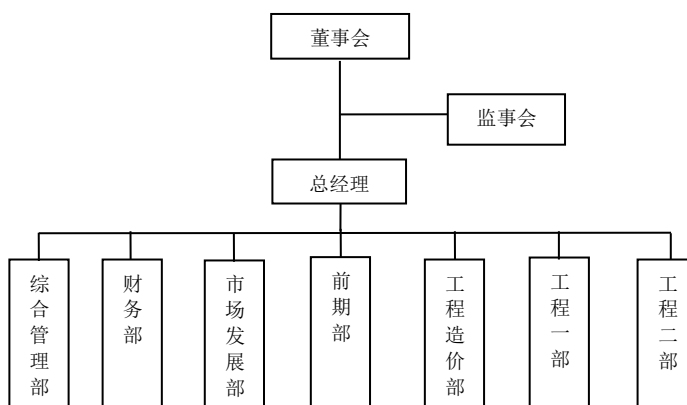 董事会
监事会
总经理
综合管理部
财务部
市场发展部
前期部
工程造价部
工程一部
工程二部